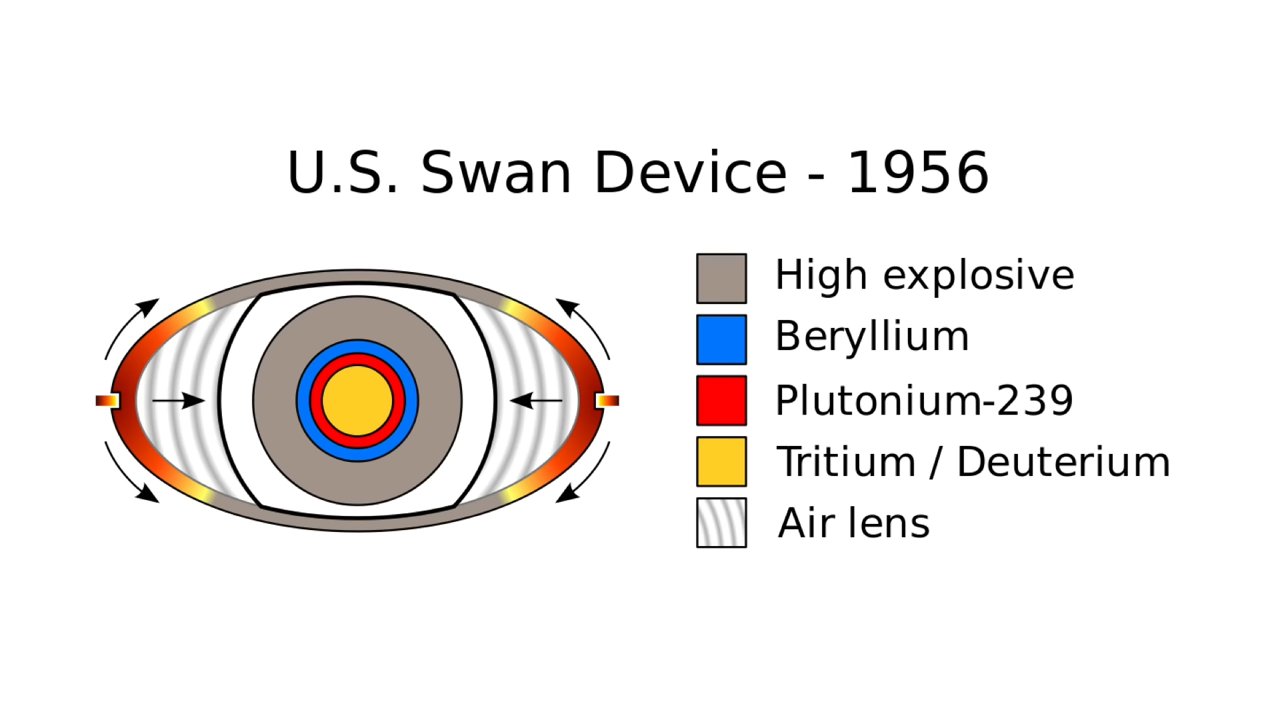 U.S. Swan Device - 1956
High explosive
Beryllium
Plutonium-239
Tritium / Deuterium
Air lens